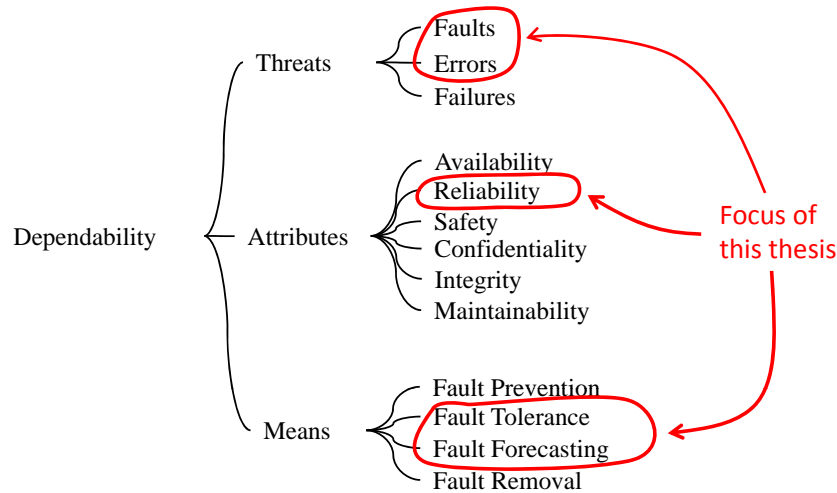 Faults
Threats
Errors
Failures
Availability
Reliability
Focus of
this thesis
Safety
Dependability
Attributes
Confidentiality
Integrity
Maintainability
Fault Prevention
Fault Tolerance
Means
Fault Forecasting
Fault Removal